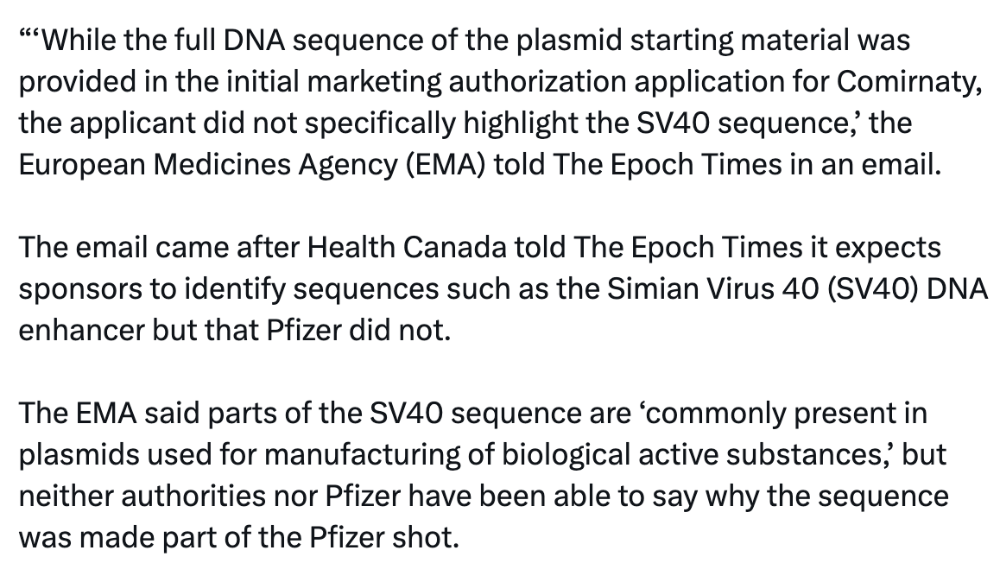 “‘While the full DNA sequence of the plasmid starting material was
provided in the initial marketing authorization application for Comirnaty,
the applicant did not specifically highlight the SV40 sequence,’ the
European Medicines Agency (EMA) told The Epoch Times in an email.
The email came after Health Canada told The Epoch Times it expects
sponsors to identify sequences such as the Simian Virus 40 (SV40) DNA
enhancer but that Pfizer did not.
The EMA said parts of the SV40 sequence are ‘commonly present in
plasmids used for manufacturing of biological active substances,’ but
neither authorities nor Pfizer have been able to say why the sequence
was made part of the Pfizer shot.